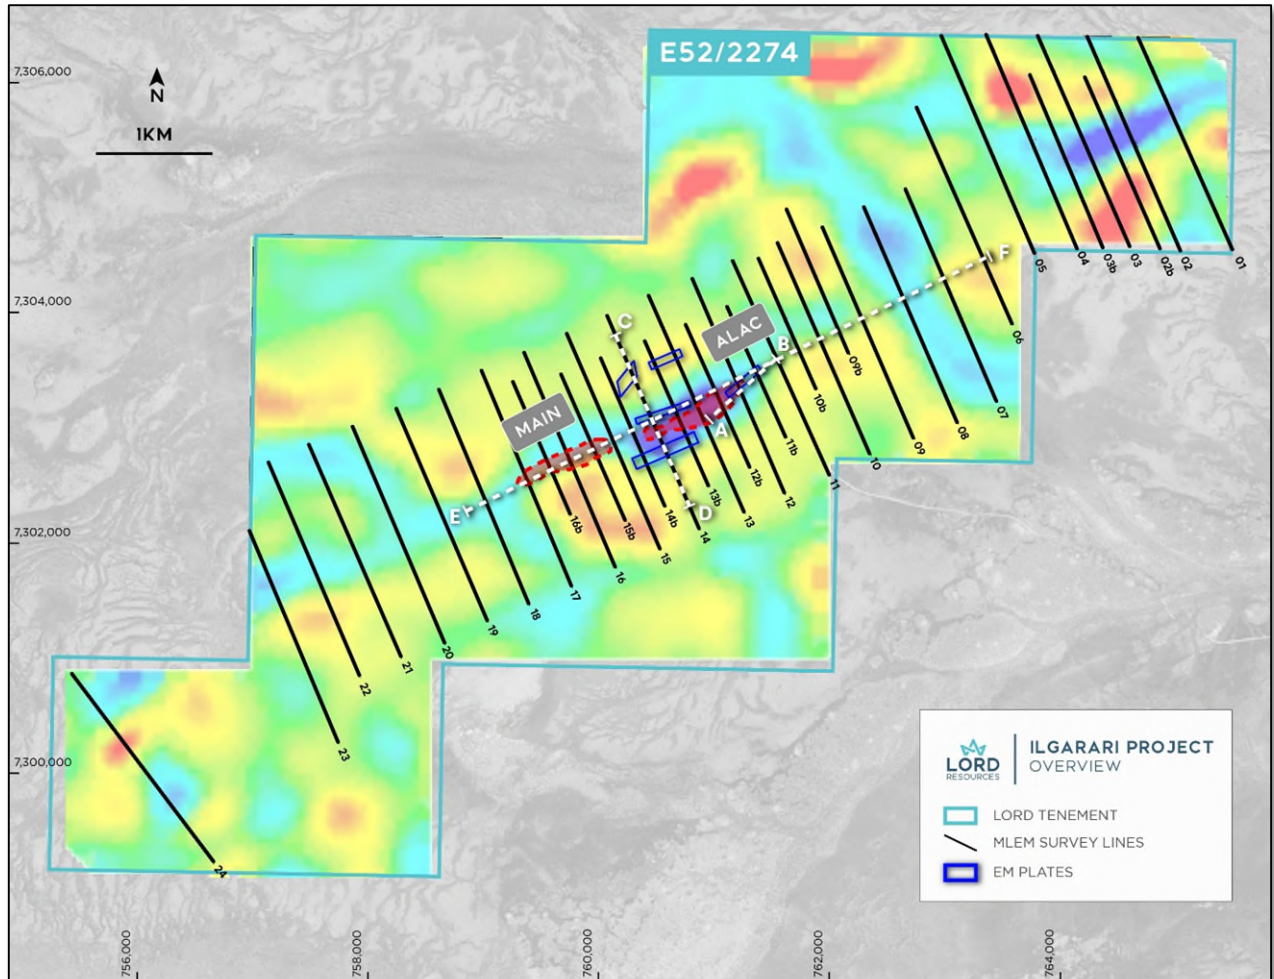 E52/2274
7,306,000
N
1KM
7,304,000
7,302,000
7,300,000
01
02
02b
03
03b
04
05
F
06
07
08
09
09b
10
10b
11
11b
12
12b
13
13b
14
14b
15
15b
16
16b
17
18
19
20
21
22
23
24
C
ALAC
B
A
MAIN
E
D
LORD
RESOURCES
ILGARARI PROJECT
OVERVIEW
LORD TENEMENT
MLEM SURVEY LINES
EM PLATES
756,000
758,000
760,000
762,000
764,000